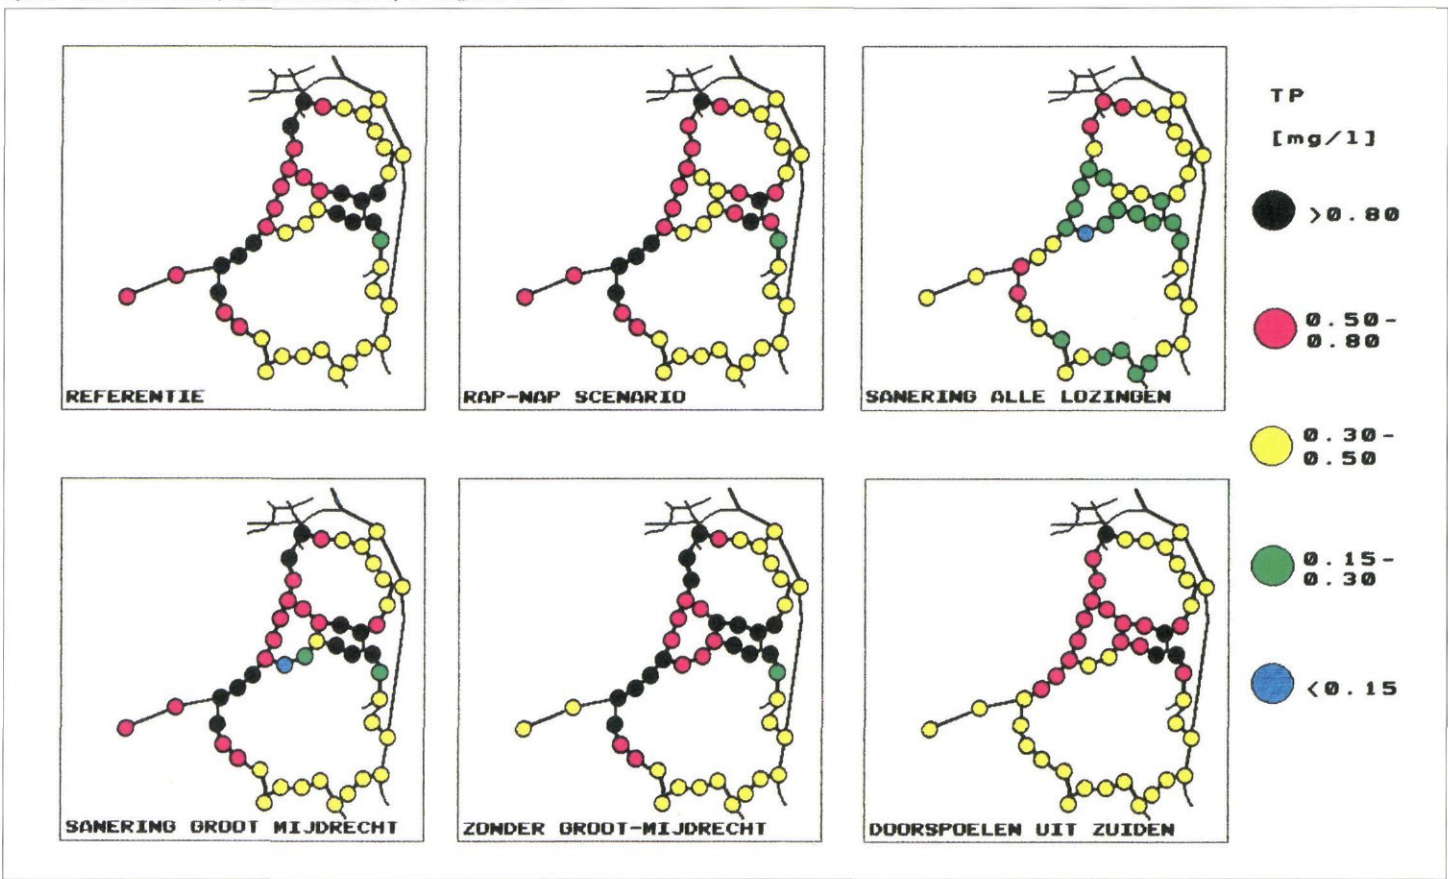 REFERENTIE
RAP-NAP SCENARIO
SANERING ALLE LOZINGEN
SANERING GROOT MIJDRECHT
ZONDER GROOT-MIJDRECHT
DOORSPOELEN UIT ZUIDEN
TP
[mg/l]
>0.80
0.50-
0.80
0.30-
0.50
0.15-
0.30
<0.15